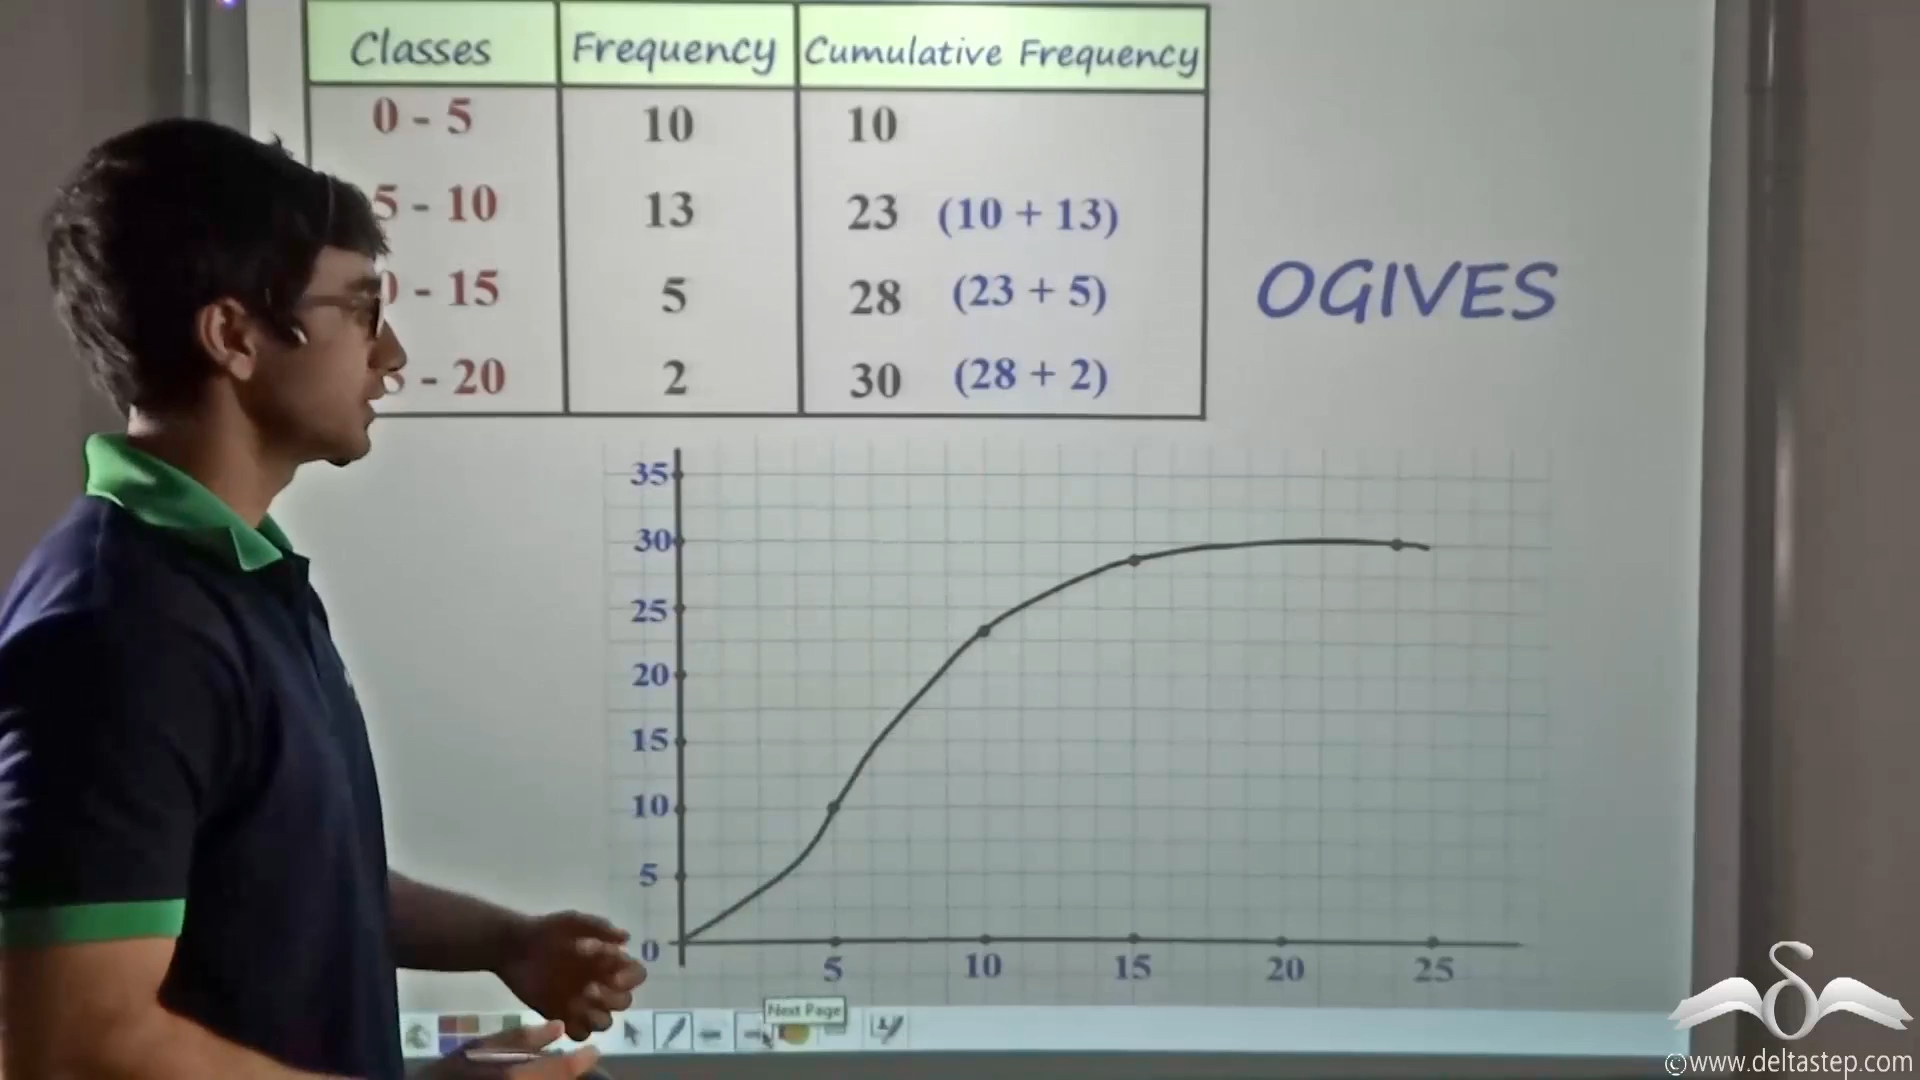 Classes Frequency Cumulative Frequency
0 - 5 10 10
5 - 10 13 23 (10 + 13)
- 15 5 28 (23 + 5)
- 20 2 30 (28 + 2)
OGIVES
35
30
25
20
15
10
5
0
5 10 15 20 25
Next Page
©www.deltastep.com